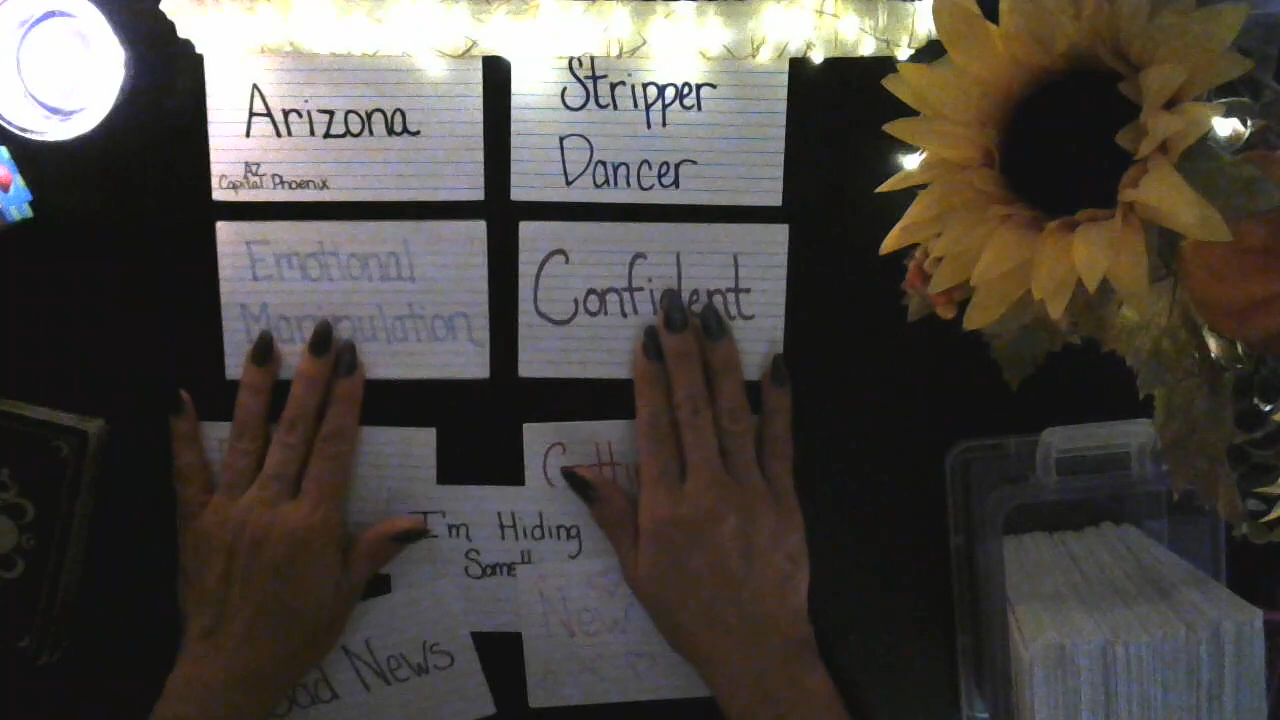 Arizona
AZ
Capital: Phoenix
Stripper
Dancer
Emotional
Manipulation
Confident
I'm Hiding
Some"
Bad News